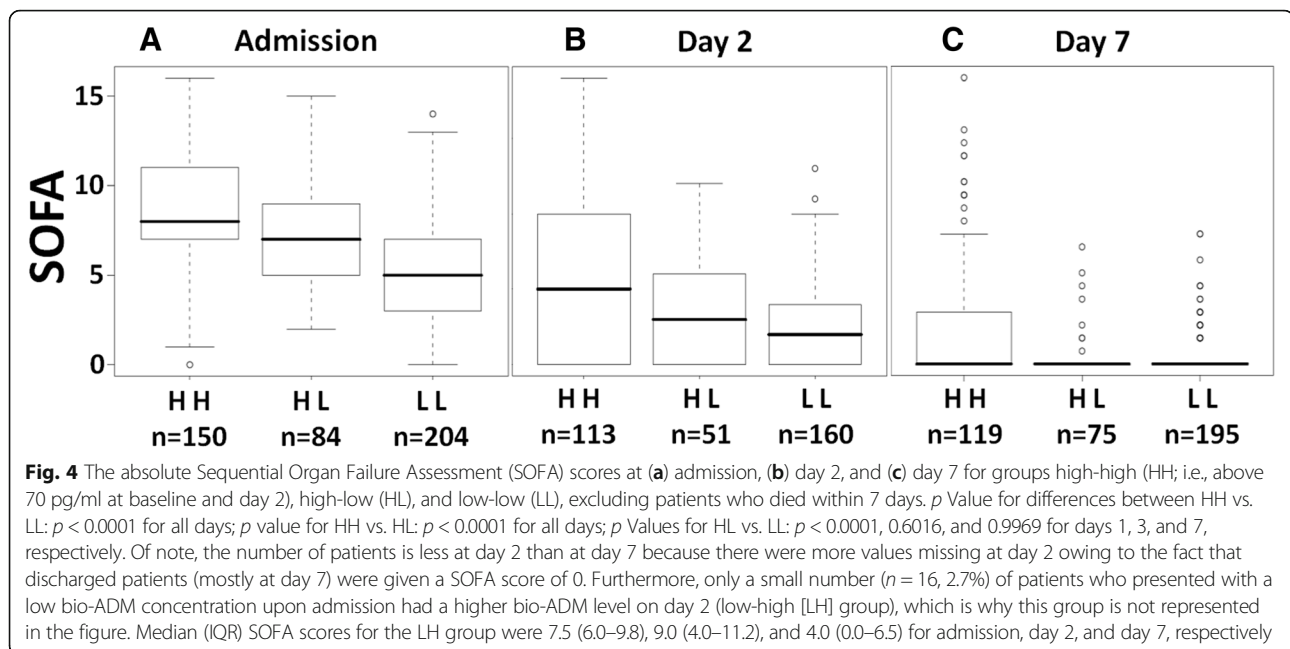 A Admission B Day 2 C Day 7
SOFA
15
10
5
0
H H H L L L H H H L L L H H H L L L
n=150 n=84 n=204 n=113 n=51 n=160 n=119 n=75 n=195
Fig. 4 The absolute Sequential Organ Failure Assessment (SOFA) scores at (a) admission, (b) day 2, and (c) day 7 for groups high-high (HH; i.e., above
70 pg/ml at baseline and day 2), high-low (HL), and low-low (LL), excluding patients who died within 7 days. p Value for differences between HH vs.
LL: p < 0.0001 for all days; p value for HH vs. HL: p < 0.0001 for all days; p Values for HL vs. LL: p < 0.0001, 0.6016, and 0.9969 for days 1, 3, and 7,
respectively. Of note, the number of patients is less at day 2 than at day 7 because there were more values missing at day 2 owing to the fact that
discharged patients (mostly at day 7) were given a SOFA score of 0. Furthermore, only a small number (n = 16, 2.7%) of patients who presented with a
low bio-ADM concentration upon admission had a higher bio-ADM level on day 2 (low-high [LH] group), which is why this group is not represented
in the figure. Median (IQR) SOFA scores for the LH group were 7.5 (6.0–9.8), 9.0 (4.0–11.2), and 4.0 (0.0–6.5) for admission, day 2, and day 7, respectively